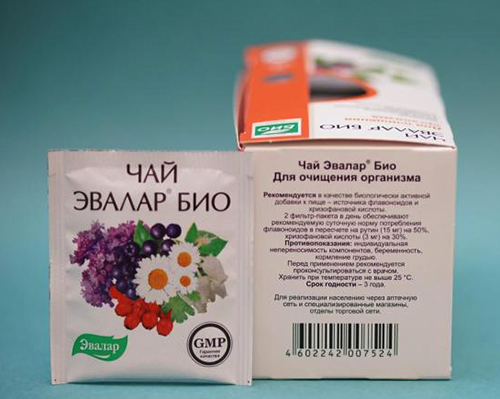 ЧАЙ
ЭВАЛАР БИО
БИО
Чай Эвалар® Био
Для очищения организма
Рекомендуется в качестве биологически активной
добавки к пище – источника флавоноидов и
хризофановой кислоты.
2 фильтр-пакета в день обеспечивают
рекомендуемую суточную норму потребления
флавоноидов в пересчете на рутин (15 мг) на 50%,
хризофановой кислоты (3 мг) на 30%.
Противопоказания: индивидуальная
непереносимость компонентов, беременность,
кормление грудью.
Перед применением рекомендуется
проконсультироваться с врачом.
Хранить при температуре не выше 25 °С.
Срок годности – 3 года.
Для реализации населению через аптечную
сеть и специализированные магазины,
отделы торговой сети.
4 602242 007524
ЧАЙ
ЭВАЛАР® БИО
Эвалар
GMP
Гарантия
качества